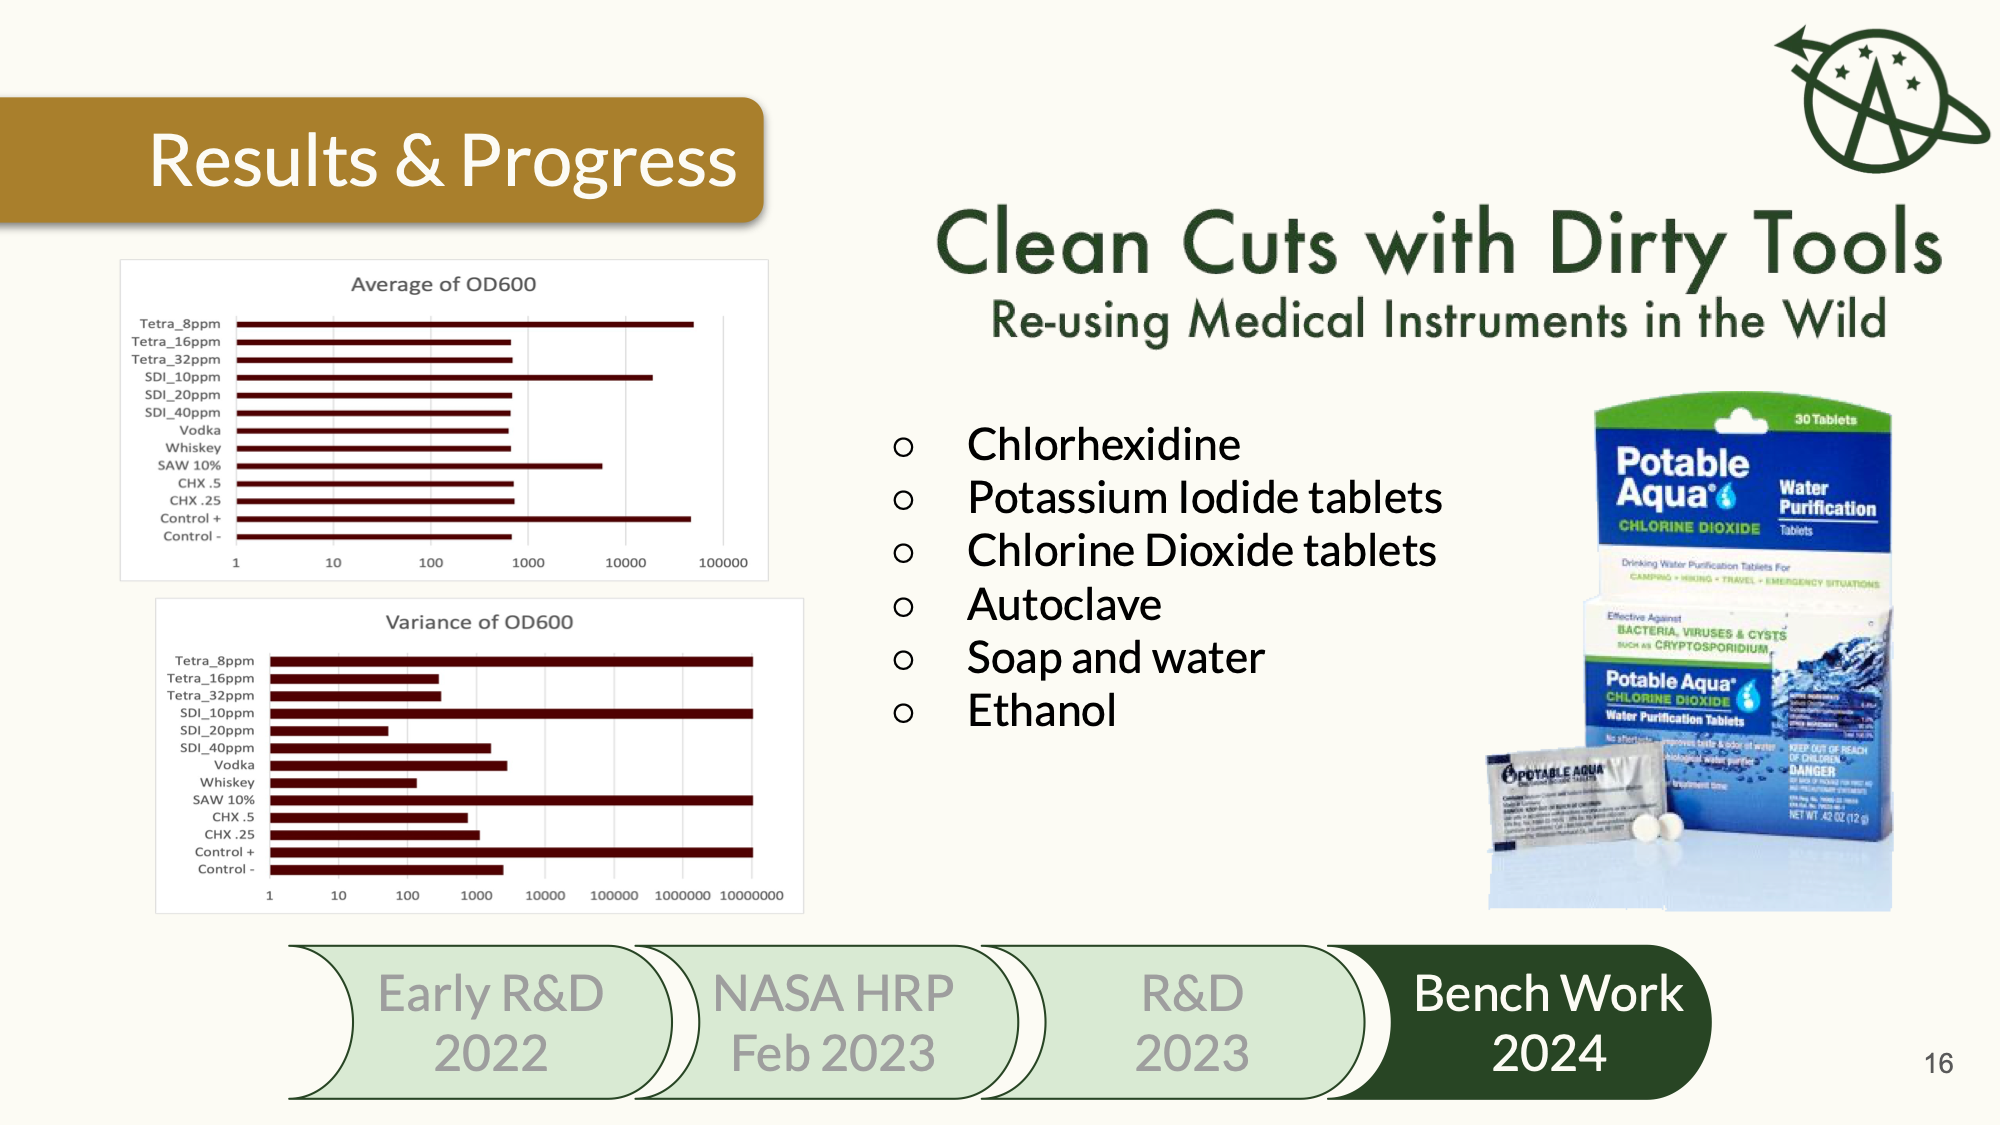 Results & Progress
Clean Cuts with Dirty Tools
Re-using Medical Instruments in the Wild
Average of OD600
Tetra_8ppm
Tetra_16ppm
Tetra_32ppm
SDI_10ppm
SDI_20ppm
SDI_40ppm
Vodka
Whiskey
SAW 10%
CHX .5
CHX .25
Control +
Control -
1 10 100 1000 10000 100000
Variance of OD600
Tetra_8ppm
Tetra_16ppm
Tetra_32ppm
SDI_10ppm
SDI_20ppm
SDI_40ppm
Vodka
Whiskey
SAW 10%
CHX .5
CHX .25
Control +
Control -
1 10 100 1000 10000 100000 1000000 10000000
○ Chlorhexidine
○ Potassium Iodide tablets
○ Chlorine Dioxide tablets
○ Autoclave
○ Soap and water
○ Ethanol
30 Tablets
Potable
Aqua®
CHLORINE DIOXIDE
Water
Purification
Tablets
Drinking Water Purification Tablets For
CAMPING • HIKING • TRAVEL • EMERGENCY SITUATIONS
Effective Against
BACTERIA, VIRUSES & CYSTS
SUCH AS CRYPTOSPORIDIUM
Potable Aqua®
CHLORINE DIOXIDE
Water Purification Tablets
KEEP OUT OF REACH
OF CHILDREN
DANGER
NET WT .42 OZ (12 g)
POTABLE AQUA
Early R&D
2022
NASA HRP
Feb 2023
R&D
2023
Bench Work
2024
16